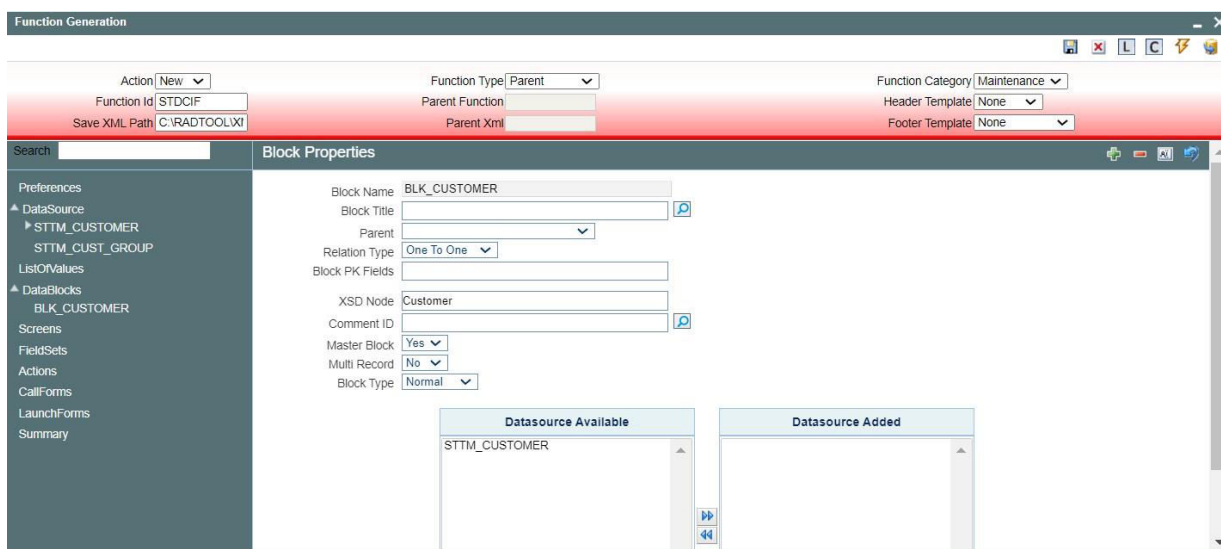 Function Generation
L C
Action New Function Type Parent Function Category Maintenance
Function Id STDCIF Parent Function Header Template None
Save XML Path C:\RADTOOL\XM Parent Xml Footer Template None
Search Block Properties
Preferences
DataSource
STTM_CUSTOMER
STTM_CUST_GROUP
ListOfValues
DataBlocks
BLK_CUSTOMER
Screens
FieldSets
Actions
CallForms
LaunchForms
Summary
Block Name BLK_CUSTOMER
Block Title
Parent
Relation Type One To One
Block PK Fields
XSD Node Customer
Comment ID
Master Block Yes
Multi Record No
Block Type Normal
Datasource Available Datasource Added
STTM_CUSTOMER